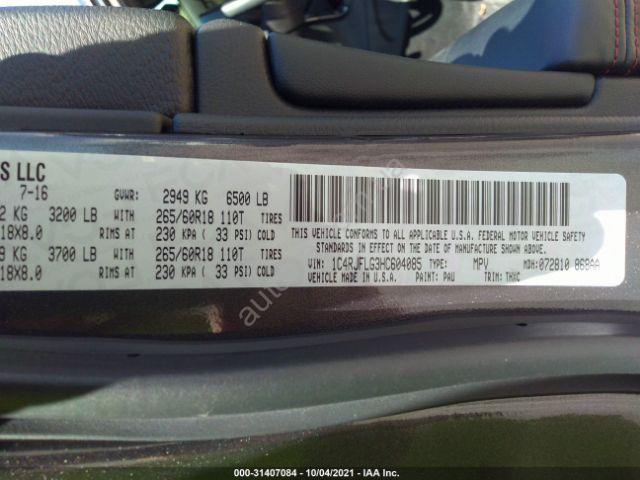 S LLC
7-16 GVWR: 2949 KG 6500 LB
2 KG 3200 LB WITH 265/60R18 110T TIRES
18X8.0 RIMS AT 230 KPA ( 33 PSI) COLD
8 KG 3700 LB WITH 265/60R18 110T TIRES
18X8.0 RIMS AT 230 KPA ( 33 PSI) COLD
THIS VEHICLE CONFORMS TO ALL APPLICABLE U.S.A. FEDERAL MOTOR VEHICLE SAFETY
STANDARDS IN EFFECT ON THE DATE OF MANUFACTURE SHOWN ABOVE.
VIN: 1C4RJFLG3HC604085 TYPE: MPV MDH: 072810 868AA
VEHICLE MADE IN U.S.A. PAINT: PAU TRIM: THXC
000-31407084 - 10/04/2021 - IAA Inc.